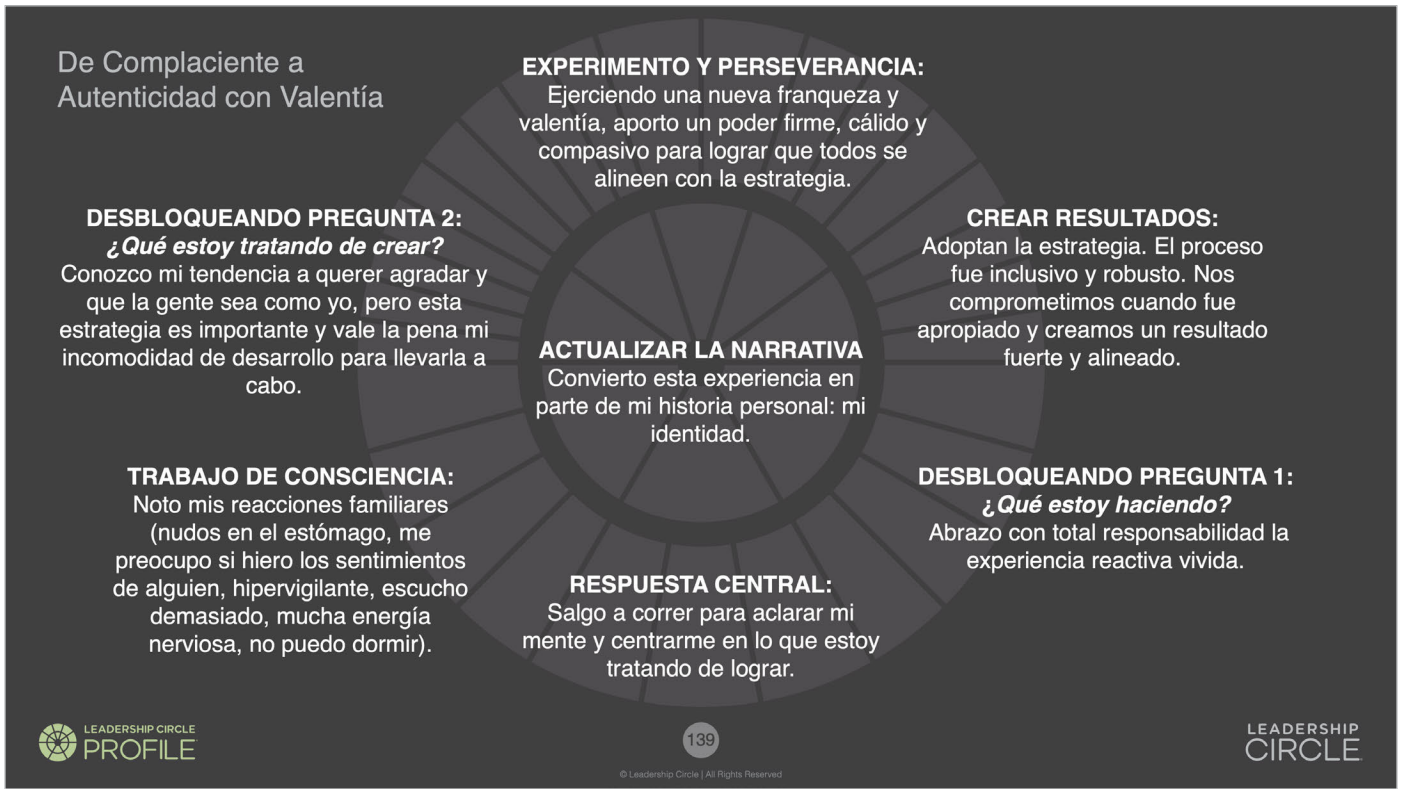 De Complaciente a
Autenticidad con Valentía
EXPERIMENTO Y PERSEVERANCIA:
Ejerciendo una nueva franqueza y
valentía, aporto un poder firme, cálido y
compasivo para lograr que todos se
alineen con la estrategia.
DESBLOQUEANDO PREGUNTA 2:
¿Qué estoy tratando de crear?
Conozco mi tendencia a querer agradar y
que la gente sea como yo, pero esta
estrategia es importante y vale la pena mi
incomodidad de desarrollo para llevarla a
cabo.
CREAR RESULTADOS:
Adoptan la estrategia. El proceso
fue inclusivo y robusto. Nos
comprometimos cuando fue
apropiado y creamos un resultado
fuerte y alineado.
ACTUALIZAR LA NARRATIVA
Convierto esta experiencia en
parte de mi historia personal: mi
identidad.
TRABAJO DE CONSCIENCIA:
Noto mis reacciones familiares
(nudos en el estómago, me
preocupo si hiero los sentimientos
de alguien, hipervigilante, escucho
demasiado, mucha energía
nerviosa, no puedo dormir).
DESBLOQUEANDO PREGUNTA 1:
¿Qué estoy haciendo?
Abrazo con total responsabilidad la
experiencia reactiva vivida.
RESPUESTA CENTRAL:
Salgo a correr para aclarar mi
mente y centrarme en lo que estoy
tratando de lograr.
LEADERSHIP CIRCLE
PROFILE
139
© Leadership Circle | All Rights Reserved
LEADERSHIP
CIRCLE